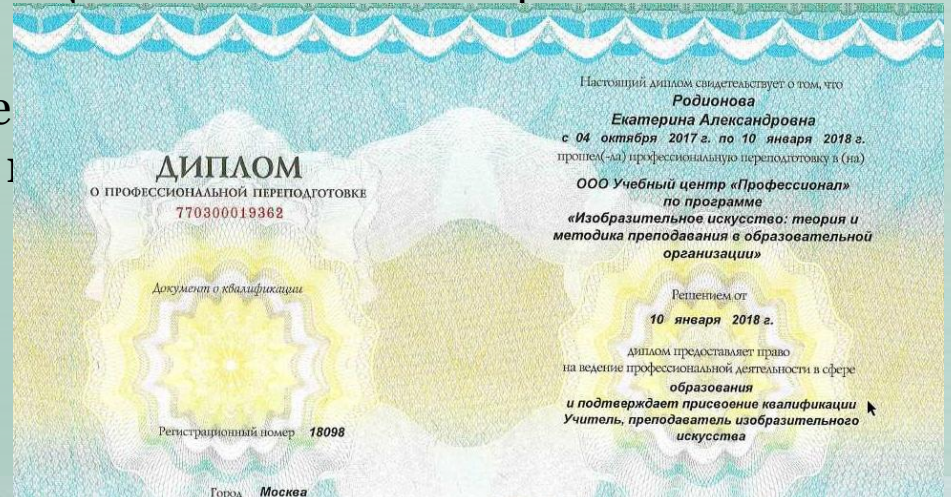 ДИПЛОМ
О ПРОФЕССИОНАЛЬНОЙ ПЕРЕПОДГОТОВКЕ
770300019362
Документ о квалификации
Регистрационный номер 18098
Город Москва
Настоящий диплом свидетельствует о том, что
Родионова
Екатерина Александровна
с 04 октября 2017 г. по 10 января 2018 г.
прошел(-ла) профессиональную переподготовку в (на)
ООО Учебный центр «Профессионал»
по программе
«Изобразительное искусство: теория и
методика преподавания в образовательной
организации»
Решением от
10 января 2018 г.
диплом предоставляет право
на ведение профессиональной деятельности в сфере
образования
и подтверждает присвоение квалификации
Учитель, преподаватель изобразительного
искусства